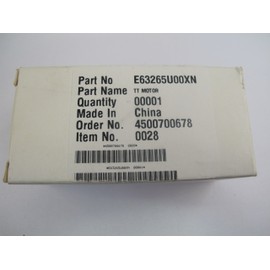 Part No E63265U00XN
Part Name TT MOTOR
Quantity 00001
Made In China
Order No. 4500700678
Item No. 0028